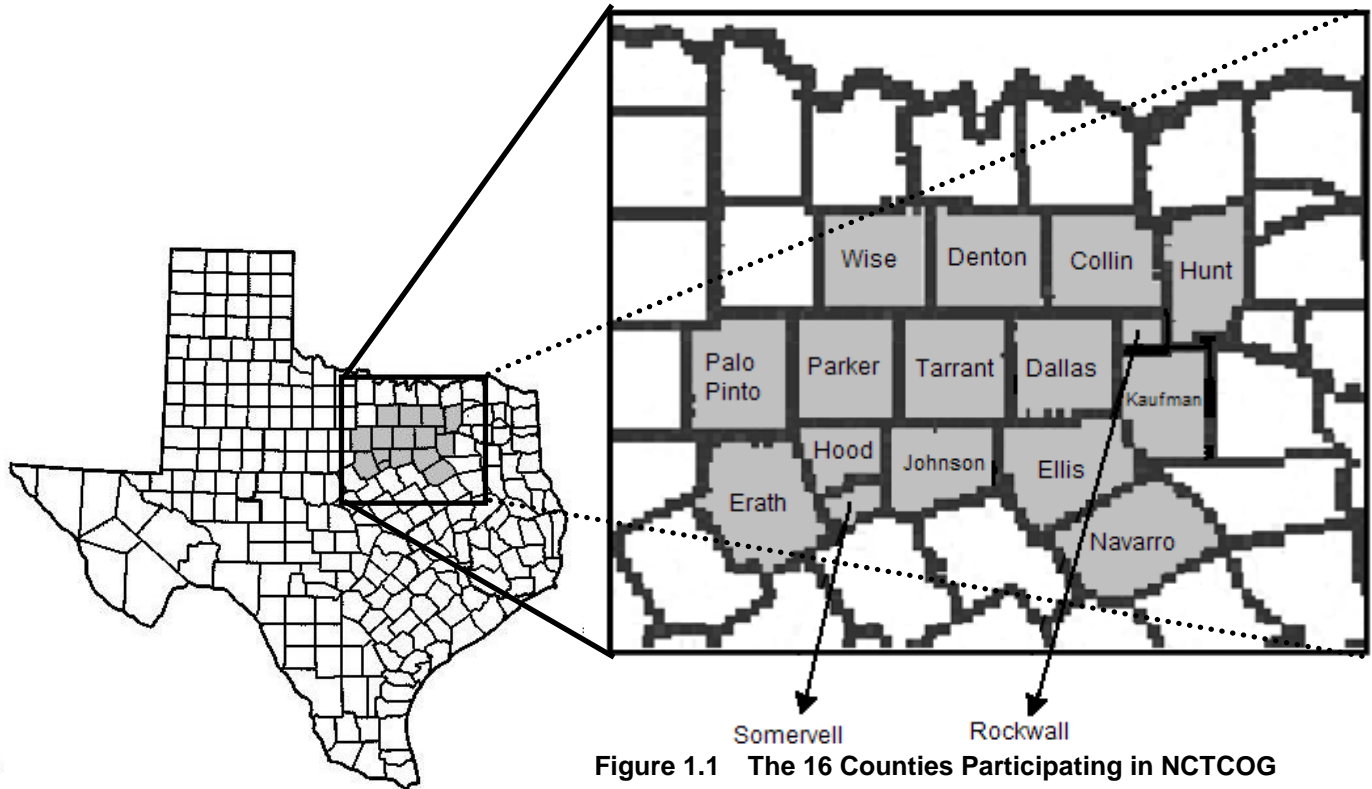 Wise
Denton
Collin
Hunt
Palo
Pinto
Parker
Tarrant
Dallas
Kaufman
Hood
Johnson
Ellis
Erath
Navarro
Somervell
Rockwall
Figure 1.1 The 16 Counties Participating in NCTCOG